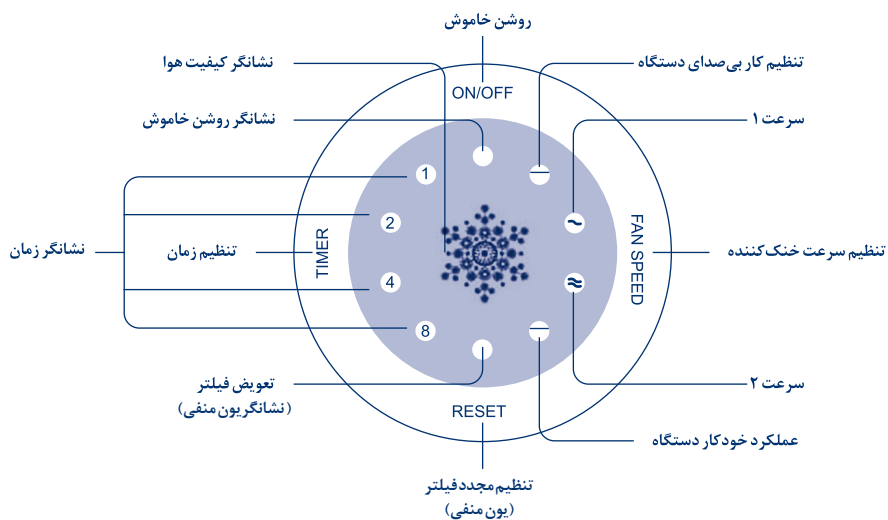 روشن خاموش
تنظیم کار بی‌صدای دستگاه
نشانگر کیفیت هوا
ON/OFF
سرعت ۱
نشانگر روشن خاموش
1
2
4
8
~
≈
TIMER
FAN SPEED
تنظیم سرعت خنک‌کننده
تنظیم زمان
نشانگر زمان
سرعت ۲
تعویض فیلتر
(نشانگر یون منفی)
RESET
عملکرد خودکار دستگاه
تنظیم مجدد فیلتر
(یون منفی)